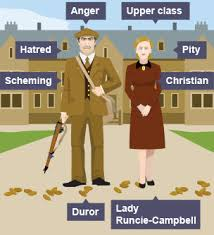 Anger
Upper class
Hatred
Pity
Scheming
Christian
Duror
Lady
Runcie-Campbell